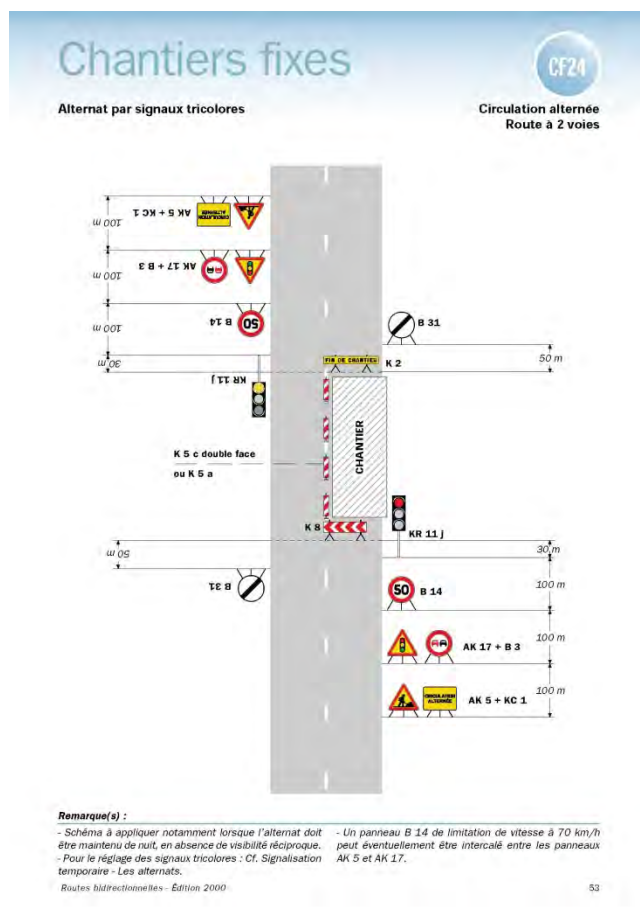 Chantiers fixes
CF24
Alternat par signaux tricolores
Circulation alternée
Route à 2 voies
100 m
CIRCULATION
ALTERNÉE
AK 5 + KC 1
100 m
AK 17 + B 3
100 m
50
B 14
30 m
KR 11 j
B 31
50 m
FIN DE CHANTIER
K 2
CHANTIER
K 5 c double face
ou K 5 a
K 8
KR 11 j
50 m
B 31
30 m
50
B 14
100 m
AK 17 + B 3
100 m
CIRCULATION
ALTERNÉE
AK 5 + KC 1
100 m
Remarque(s) :
- Schéma à appliquer notamment lorsque l'alternat doit
être maintenu de nuit, en absence de visibilité réciproque.
- Pour le réglage des signaux tricolores : Cf. Signalisation
temporaire - Les alternats.
- Un panneau B 14 de limitation de vitesse à 70 km/h
peut éventuellement être intercalé entre les panneaux
AK 5 et AK 17.
Routes bidirectionnelles - Édition 2000
53